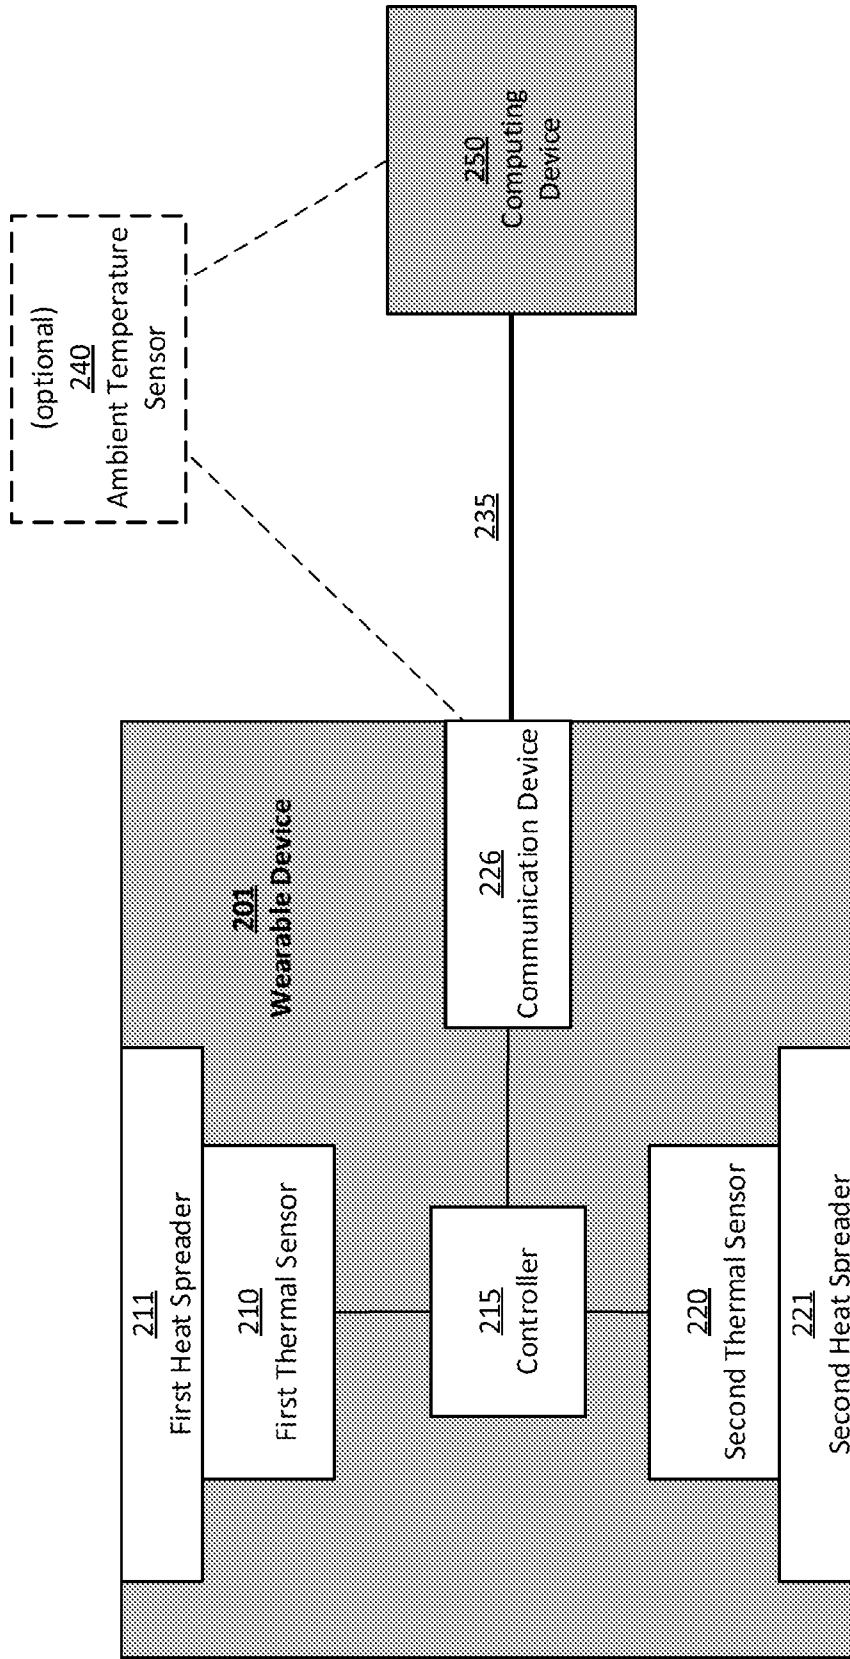 (optional)
240
Ambient Temperature
Sensor
250
Computing
Device
235
201
Wearable Device
226
Communication Device
211
First Heat Spreader
210
First Thermal Sensor
215
Controller
220
Second Thermal Sensor
221
Second Heat Spreader